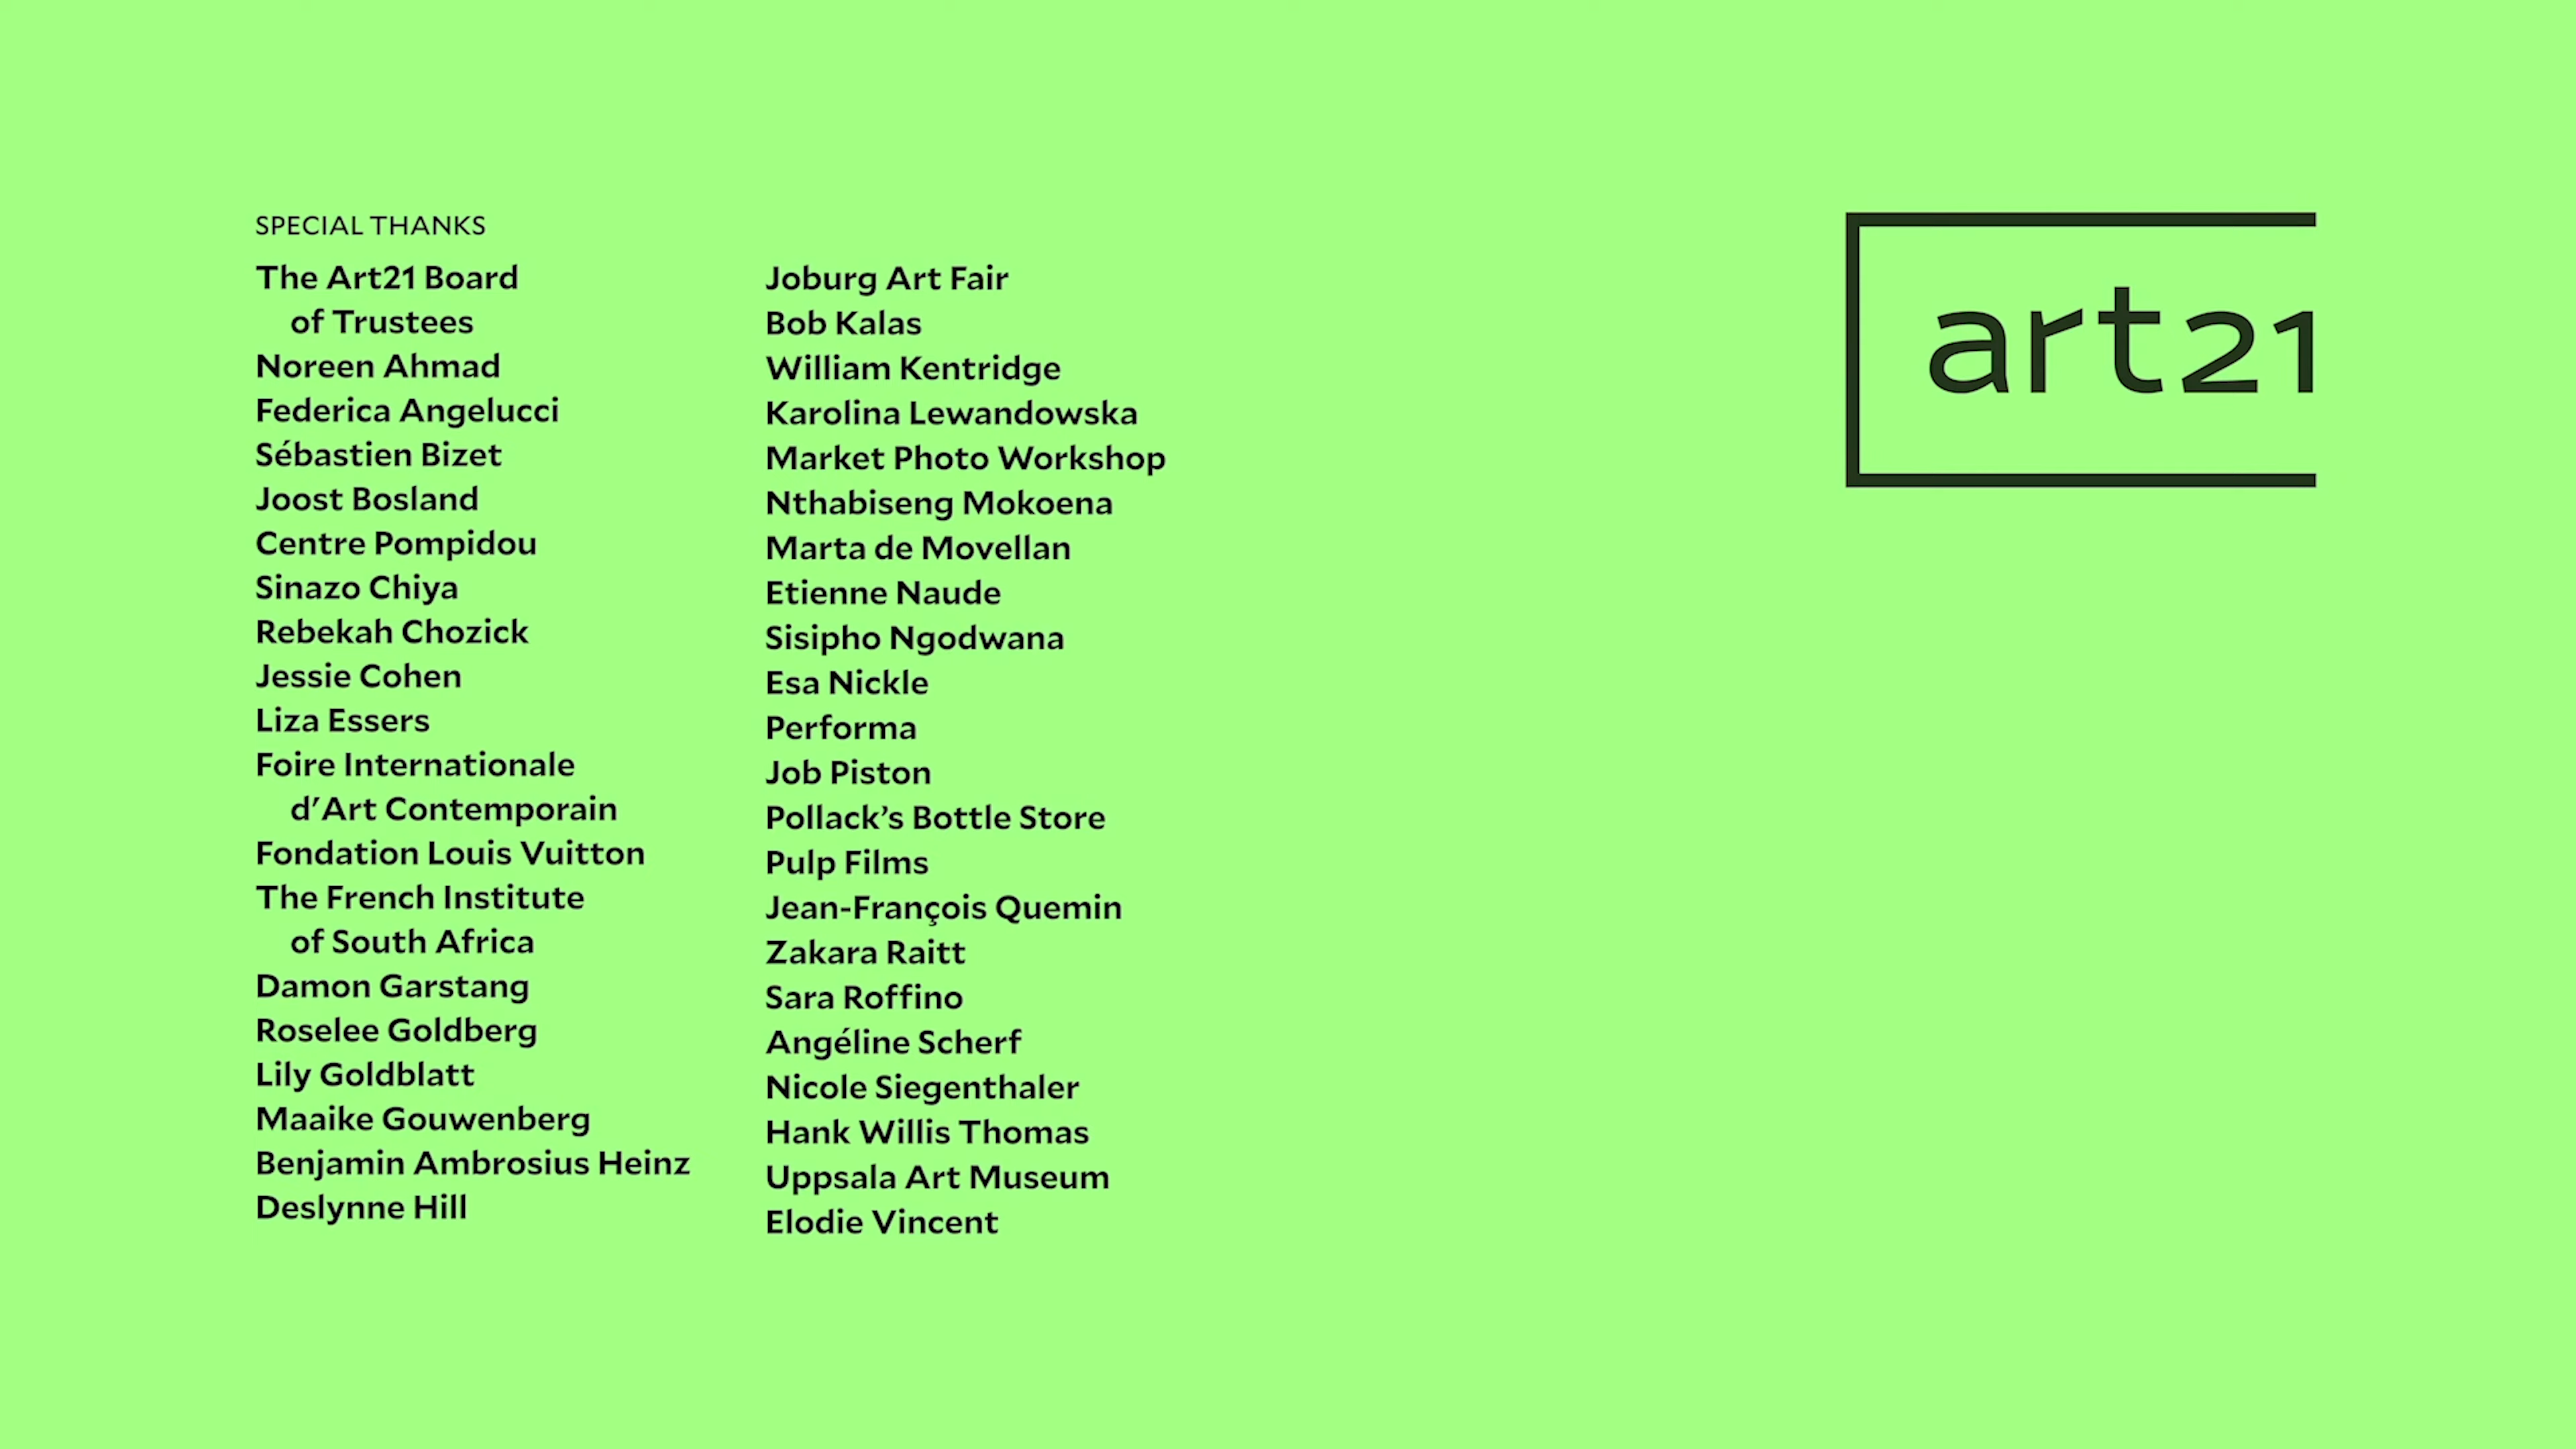 SPECIAL THANKS
The Art21 Board
of Trustees
Noreen Ahmad
Federica Angelucci
Sébastien Bizet
Joost Bosland
Centre Pompidou
Sinazo Chiya
Rebekah Chozick
Jessie Cohen
Liza Essers
Foire Internationale
d'Art Contemporain
Fondation Louis Vuitton
The French Institute
of South Africa
Damon Garstang
Roselee Goldberg
Lily Goldblatt
Maaike Gouwenberg
Benjamin Ambrosius Heinz
Deslynne Hill
Joburg Art Fair
Bob Kalas
William Kentridge
Karolina Lewandowska
Market Photo Workshop
Nthabiseng Mokoena
Marta de Movellan
Etienne Naude
Sisipho Ngodwana
Esa Nickle
Performa
Job Piston
Pollack’s Bottle Store
Pulp Films
Jean-François Quemin
Zakara Raitt
Sara Roffino
Angéline Scherf
Nicole Siegenthaler
Hank Willis Thomas
Uppsala Art Museum
Elodie Vincent
art21